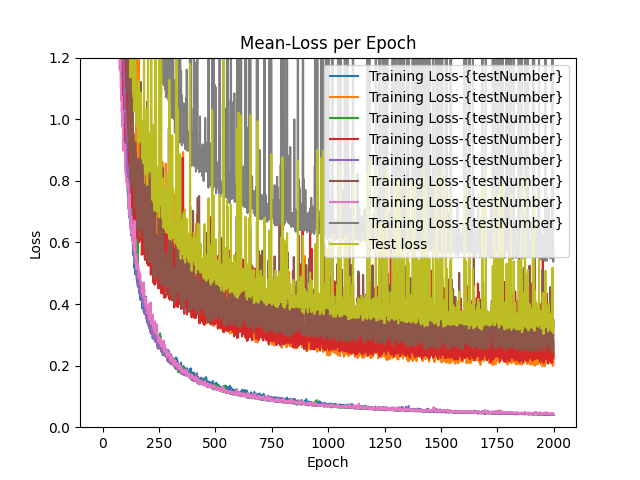 Mean-Loss per Epoch
1.2
1.0
0.8
0.6
0.4
0.2
0.0
Loss
Training Loss-{testNumber}
Training Loss-{testNumber}
Training Loss-{testNumber}
Training Loss-{testNumber}
Training Loss-{testNumber}
Training Loss-{testNumber}
Training Loss-{testNumber}
Training Loss-{testNumber}
Test loss
0 250 500 750 1000 1250 1500 1750 2000
Epoch